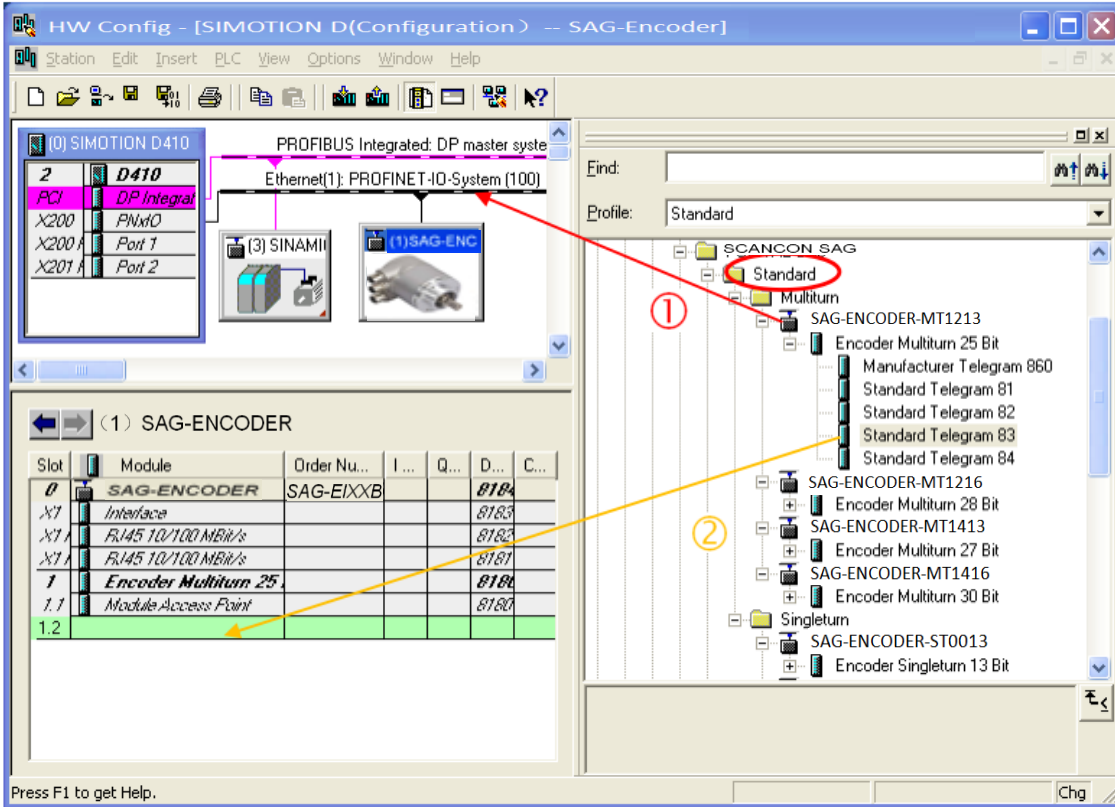 HW Config - [SIMOTION D(Configuration） -- SAG-Encoder]
Station Edit Insert PLC View Options Window Help
(0) SIMOTION D410
2 D410
PCI DP Integral
X200 PNxIO
X200 Port 1
X201 Port 2
PROFIBUS Integrated: DP master syste
Ethernet(1): PROFINET-IO-System (100)
(3) SINAMI
(1)SAG-ENC
(1) SAG-ENCODER
Slot Module Order Nu... I ... Q... D... C...
0 SAG-ENCODER SAG-EIXXB 8184
X1 Interface 8183
X1 RJ45 10/100 MBit/s 8182
X1 RJ45 10/100 MBit/s 8181
1 Encoder Multiturn 25
1.1 Module Access Point 8180
1.2
Find:
Profile: Standard
SCANCON SAG
Standard
Multiturn
① SAG-ENCODER-MT1213
Encoder Multiturn 25 Bit
Manufacturer Telegram 860
Standard Telegram 81
Standard Telegram 82
Standard Telegram 83
Standard Telegram 84
SAG-ENCODER-MT1216
Encoder Multiturn 28 Bit
② SAG-ENCODER-MT1413
Encoder Multiturn 27 Bit
SAG-ENCODER-MT1416
Encoder Multiturn 30 Bit
Singleturn
SAG-ENCODER-ST0013
Encoder Singleturn 13 Bit
Press F1 to get Help.
Chg